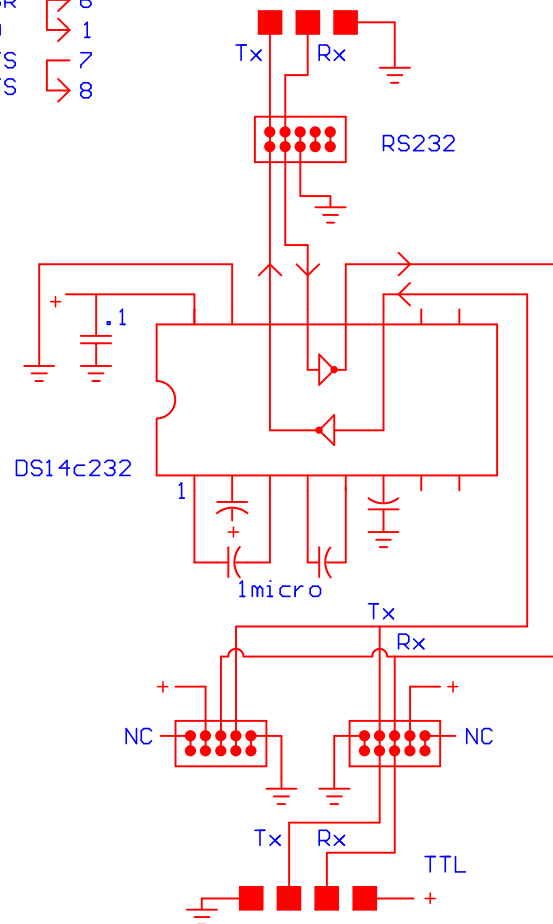 6
1
7
8
Tx Rx
RS232
+ .1
DS14c232
1
+
1micro
Tx
Rx
+ +
NC NC
Tx Rx
TTL
+